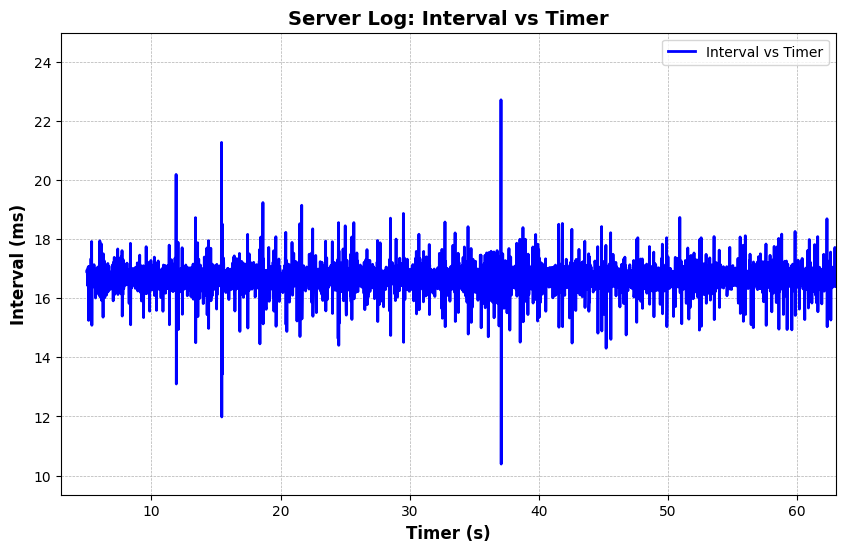 Server Log: Interval vs Timer
Interval vs Timer
24
22
20
18
16
14
12
10
Interval (ms)
10 20 30 40 50 60
Timer (s)